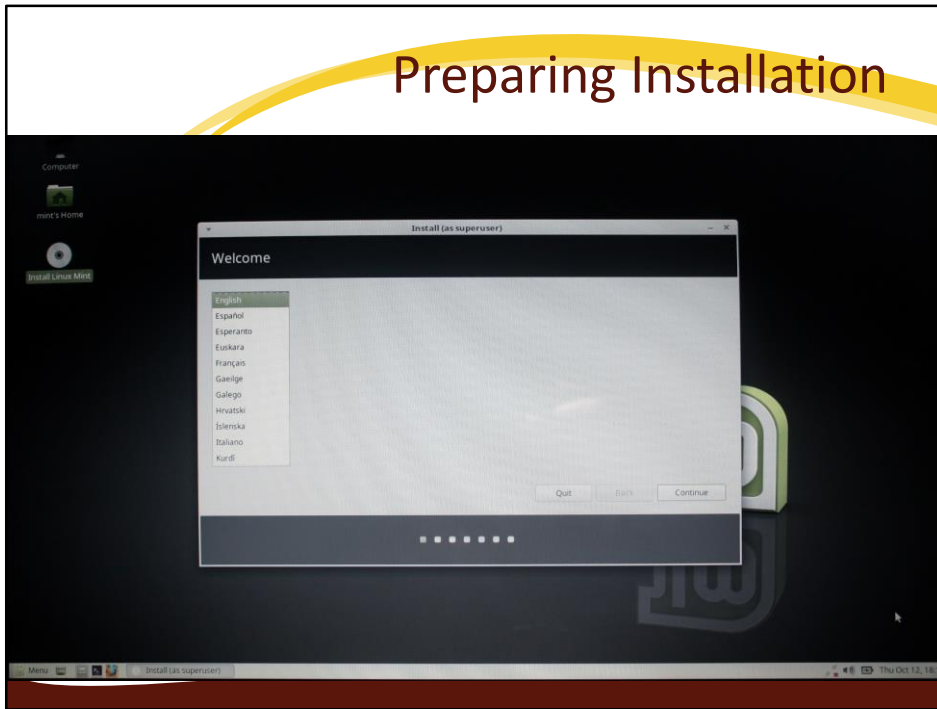 Preparing Installation
Computer
mint's Home
Install Linux Mint
Install (as superuser)
Welcome
English
Español
Esperanto
Euskara
Français
Gaeilge
Galego
Hrvatski
Íslenska
Italiano
Kurdî
Quit Back Continue
Menu Install (as superuser) Thu Oct 12, 18: